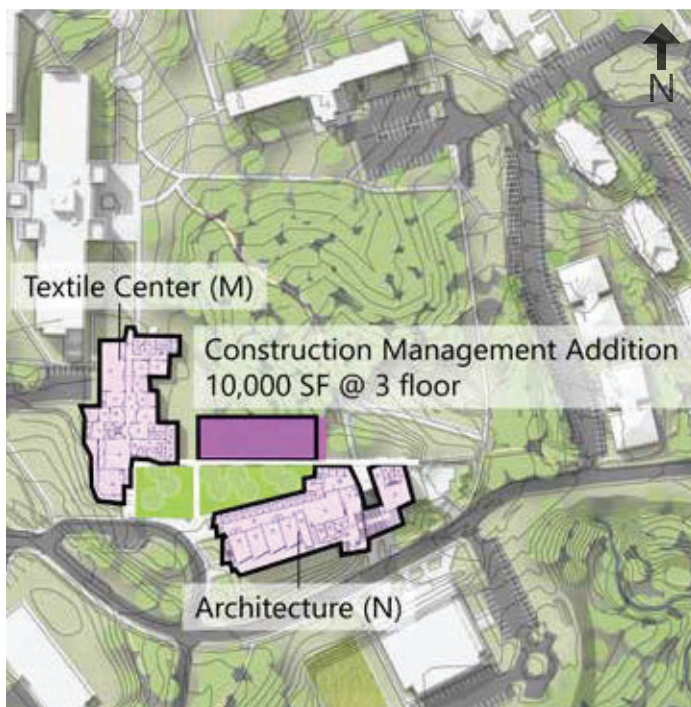 N
Textile Center (M)
Construction Management Addition
10,000 SF @ 3 floor
Architecture (N)